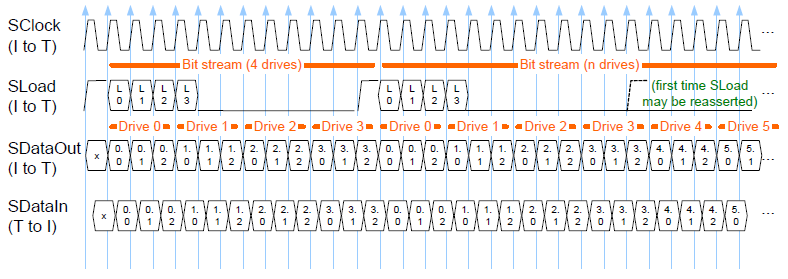 SClock
(I to T)
...
Bit stream (4 drives) Bit stream (n drives)
SLoad
(I to T)
L 0 L 1 L 2 L 3 L 0 L 1 L 2 L 3
(first time SLoad
may be reasserted)
...
Drive 0 Drive 1 Drive 2 Drive 3 Drive 0 Drive 1 Drive 2 Drive 3 Drive 4 Drive 5
SDataOut
(I to T)
x 0. 0 0. 1 0. 2 1. 0 1. 1 1. 2 2. 0 2. 1 2. 2 3. 0 3. 1 3. 2 0. 0 0. 1 0. 2 1. 0 1. 1 1. 2 2. 0 2. 1 2. 2 3. 0 3. 1 3. 2 4. 0 4. 1 4. 2 5. 0 5. 1 ...
SDataIn
(T to I)
x 0. 0 0. 1 0. 2 1. 0 1. 1 1. 2 2. 0 2. 1 2. 2 3. 0 3. 1 3. 2 0. 0 0. 1 0. 2 1. 0 1. 1 1. 2 2. 0 2. 1 2. 2 3. 0 3. 1 3. 2 4. 0 4. 1 4. 2 5. 0 ...